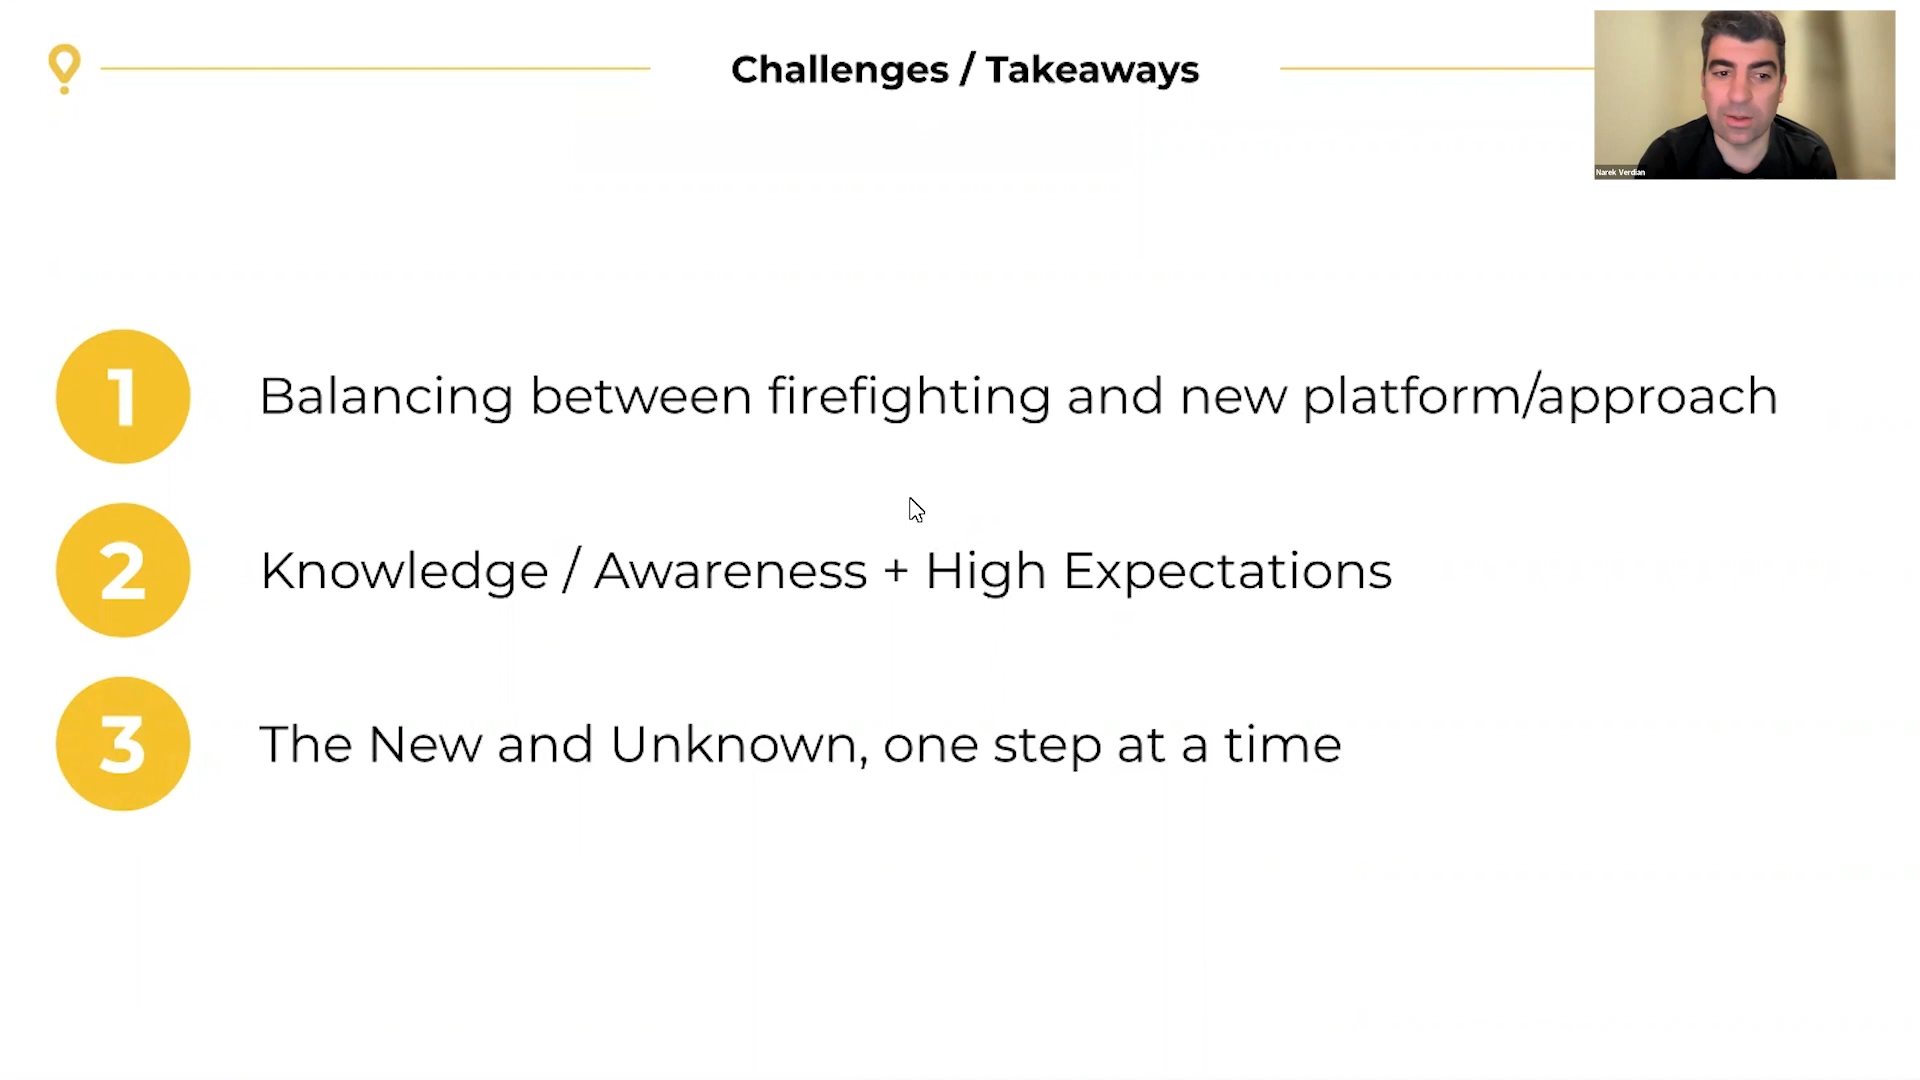 Challenges / Takeaways
Narek Verdian
1
Balancing between firefighting and new platform/approach
2
Knowledge / Awareness + High Expectations
3
The New and Unknown, one step at a time